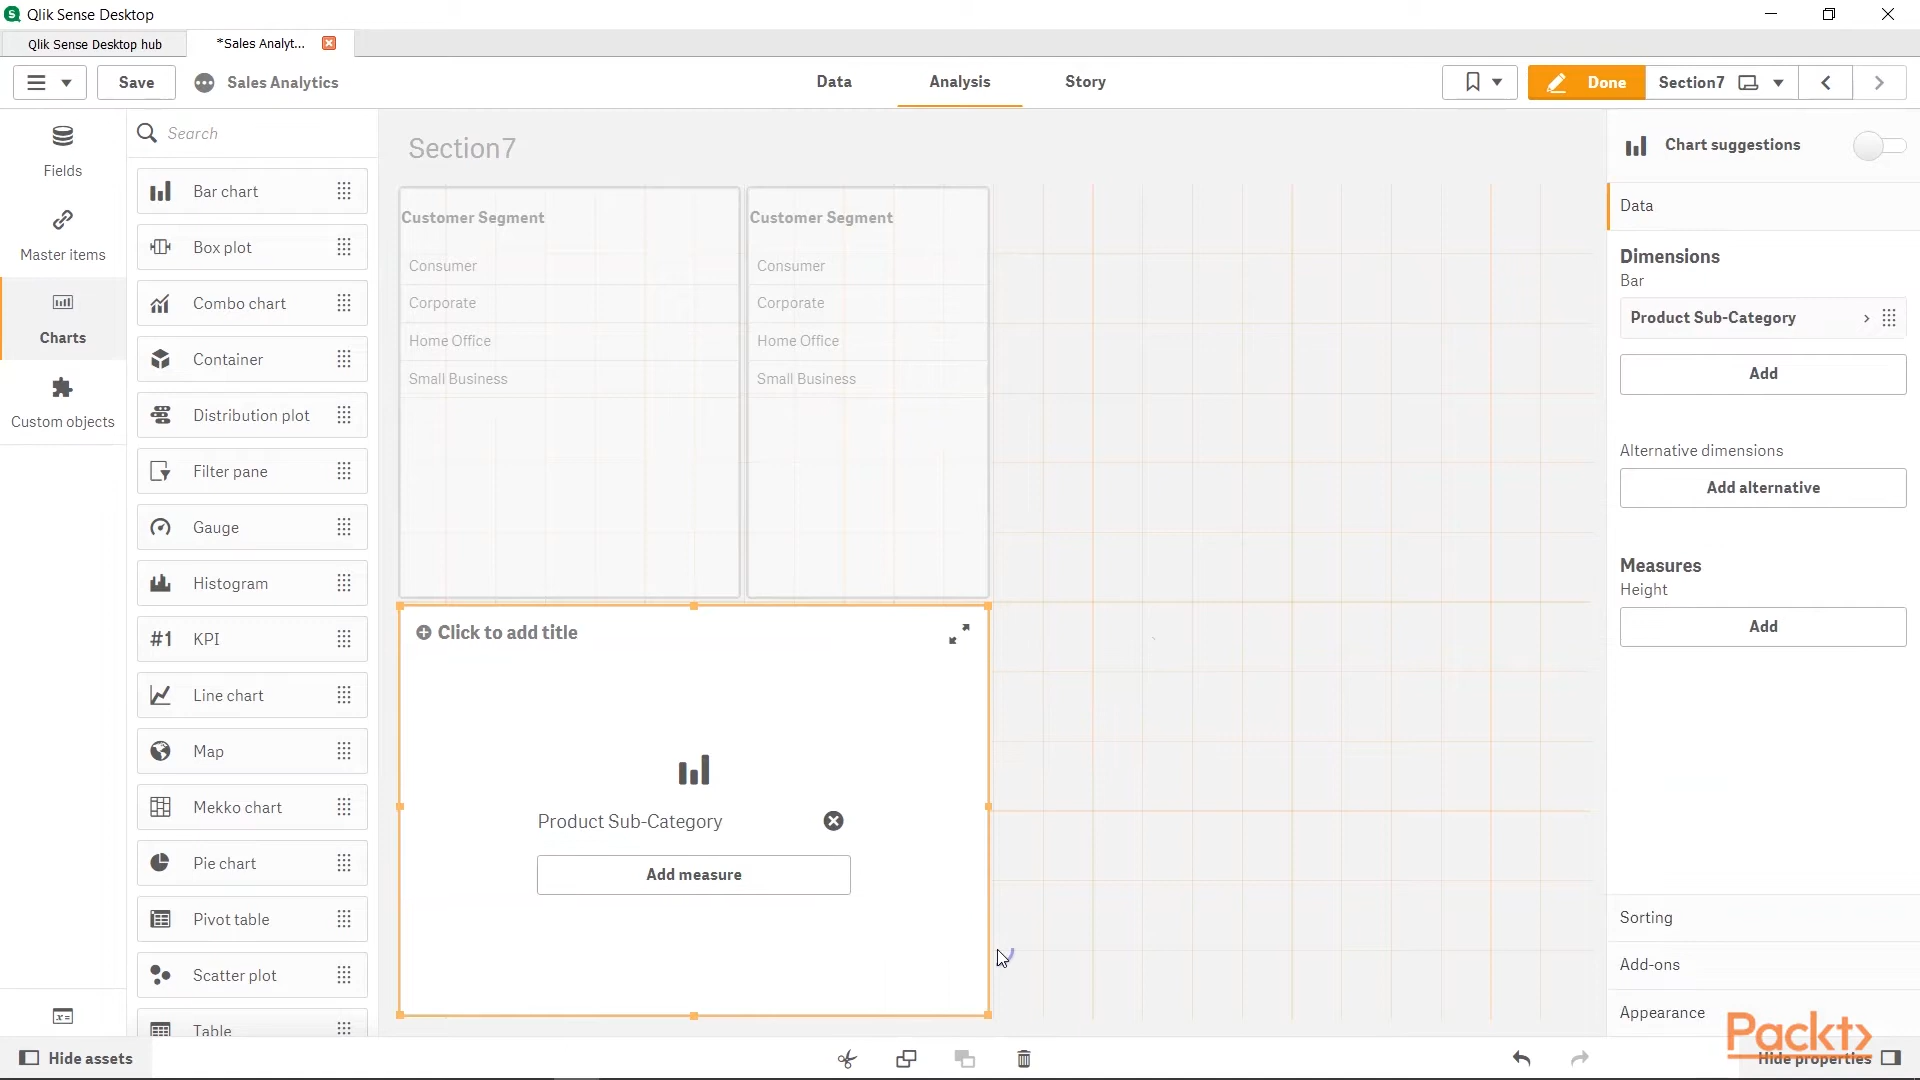 Qlik Sense Desktop
Qlik Sense Desktop hub
*Sales Analyt...
Save
Sales Analytics
Data
Analysis
Story
Done
Section7
Fields
Master items
Charts
Custom objects
Search
Bar chart
Box plot
Combo chart
Container
Distribution plot
Filter pane
Gauge
Histogram
#1 KPI
Line chart
Map
Mekko chart
Pie chart
Pivot table
Scatter plot
Table
Section7
Customer Segment
Consumer
Corporate
Home Office
Small Business
Customer Segment
Consumer
Corporate
Home Office
Small Business
Click to add title
Product Sub-Category
Add measure
Chart suggestions
Data
Dimensions
Bar
Product Sub-Category
Add
Alternative dimensions
Add alternative
Measures
Height
Add
Sorting
Add-ons
Appearance
Packt
Hide assets
Hide properties